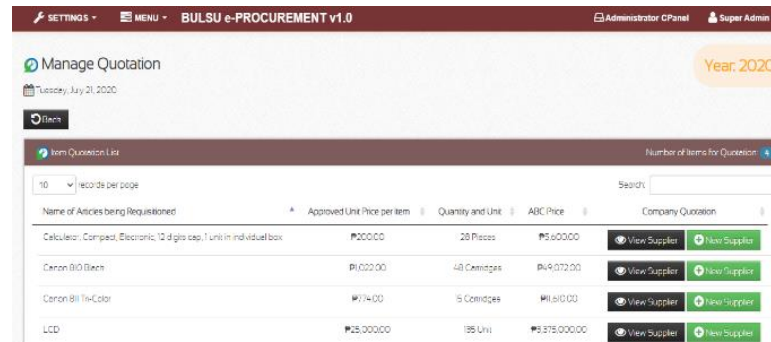 SETTINGS MENU BULSU e-PROCUREMENT v1.0 Administrator CPanel Super Admin
Manage Quotation
Year: 2020
Tuesday, July 21, 2020
Back
Item Quotation List Number of Items for Quotation: 4
10 records per page Search:
Name of Articles being Requisitioned Approved Unit Price per item Quantity and Unit ABC Price Company Quotation
Calculator, Compact, Electronic, 12 digits cap, 1 unit in individual box ₱200.00 28 Pieces ₱5,600.00 View Supplier New Supplier
Canon 810 Black ₱1,022.00 48 Cartridges ₱49,072.00 View Supplier New Supplier
Canon 811 Tri-Color ₱774.00 15 Cartridges ₱11,610.00 View Supplier New Supplier
LCD ₱25,000.00 135 Unit ₱3,375,000.00 View Supplier New Supplier